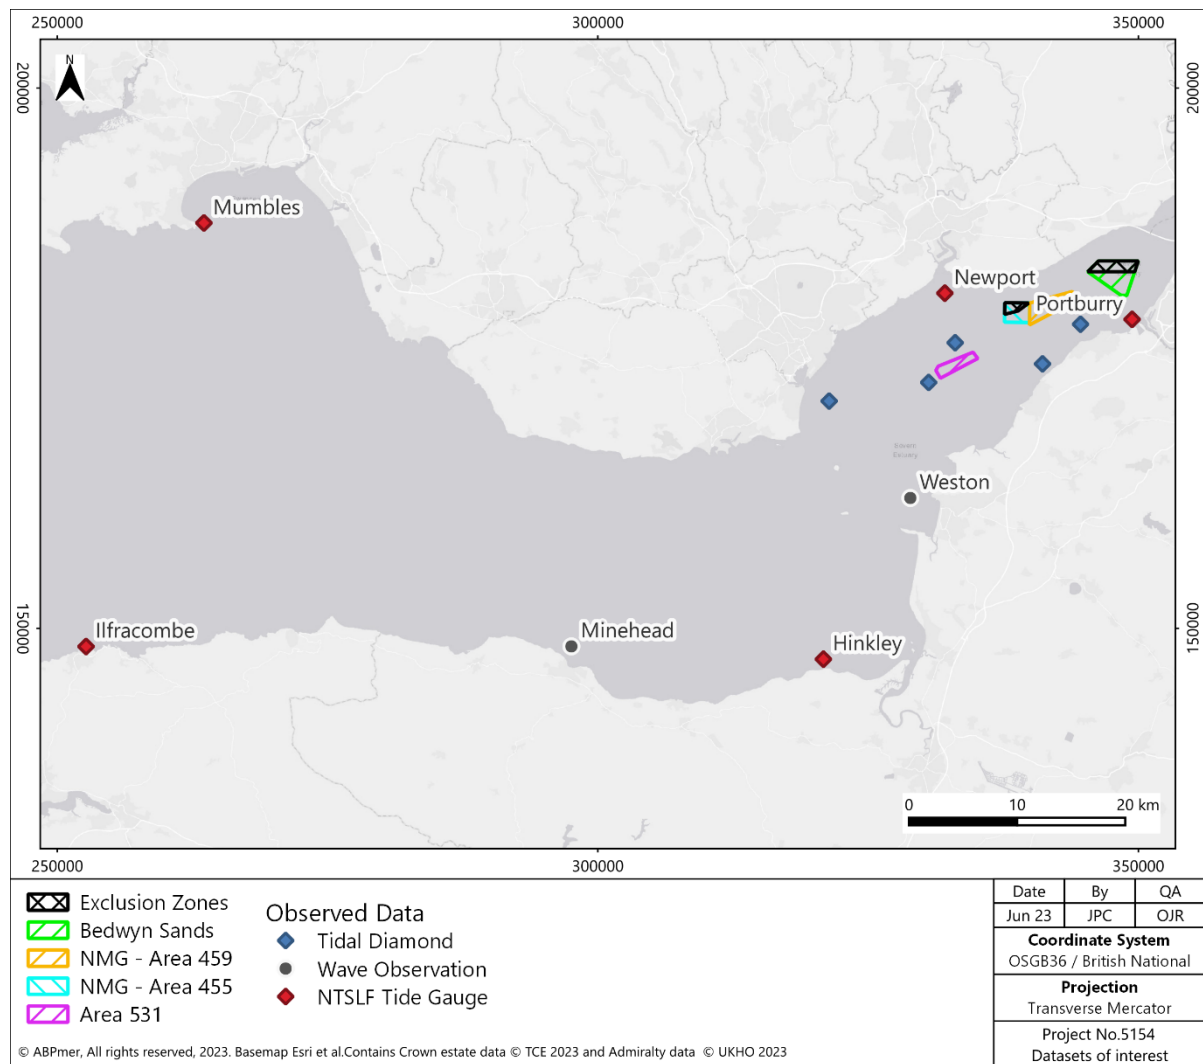 250000 300000 350000
N
200000 200000
Mumbles
Newport
Portburry
Weston
150000 150000
Ilfracombe
Minehead
Hinkley
0 10 20 km
250000 300000 350000
Exclusion Zones
Bedwyn Sands
NMG - Area 459
NMG - Area 455
Area 531
Observed Data
Tidal Diamond
Wave Observation
NTSLF Tide Gauge
Date By QA
Jun 23 JPC OJR
Coordinate System
OSGB36 / British National
Projection
Transverse Mercator
Project No.5154
Datasets of interest
© ABPmer, All rights reserved, 2023. Basemap Esri et al.Contains Crown estate data © TCE 2023 and Admiralty data © UKHO 2023